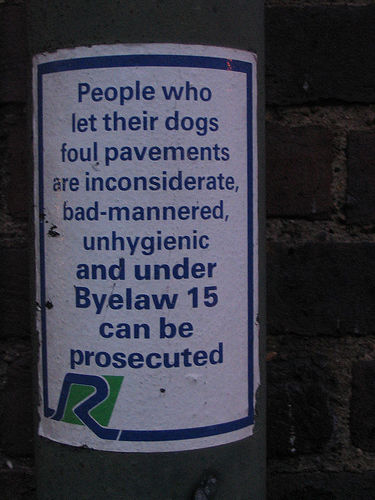 People who
let their dogs
foul pavements
are inconsiderate,
bad-mannered,
unhygienic
and under
Byelaw 15
can be
prosecuted
R